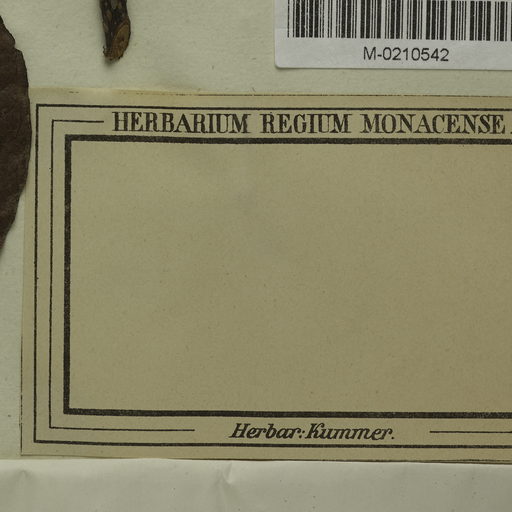 M-0210542
HERBARIUM REGIUM MONACENSE.
Herbar: Kummer.